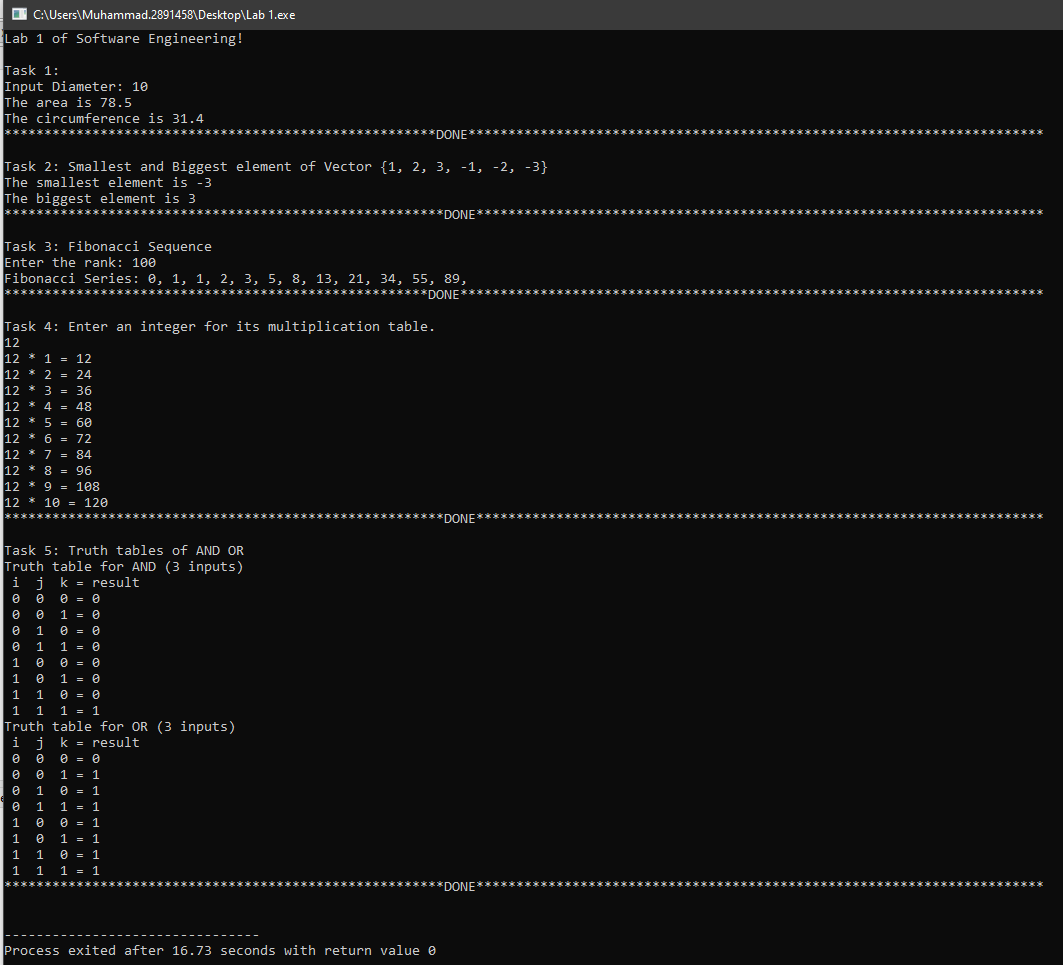 C:\Users\Muhammad.2891458\Desktop\Lab 1.exe
Lab 1 of Software Engineering!
Task 1:
Input Diameter: 10
The area is 78.5
The circumference is 31.4
******************************************************DONE************************************************************************
Task 2: Smallest and Biggest element of Vector {1, 2, 3, -1, -2, -3}
The smallest element is -3
The biggest element is 3
*******************************************************DONE***********************************************************************
Task 3: Fibonacci Sequence
Enter the rank: 100
Fibonacci Series: 0, 1, 1, 2, 3, 5, 8, 13, 21, 34, 55, 89,
*****************************************************DONE*************************************************************************
Task 4: Enter an integer for its multiplication table.
12
12 * 1 = 12
12 * 2 = 24
12 * 3 = 36
12 * 4 = 48
12 * 5 = 60
12 * 6 = 72
12 * 7 = 84
12 * 8 = 96
12 * 9 = 108
12 * 10 = 120
*******************************************************DONE***********************************************************************
Task 5: Truth tables of AND OR
Truth table for AND (3 inputs)
i  j  k = result
0  0  0 = 0
0  0  1 = 0
0  1  0 = 0
0  1  1 = 0
1  0  0 = 0
1  0  1 = 0
1  1  0 = 0
1  1  1 = 1
Truth table for OR (3 inputs)
i  j  k = result
0  0  0 = 0
0  0  1 = 1
0  1  0 = 1
0  1  1 = 1
1  0  0 = 1
1  0  1 = 1
1  1  0 = 1
1  1  1 = 1
*******************************************************DONE***********************************************************************
--------------------------------
Process exited after 16.73 seconds with return value 0